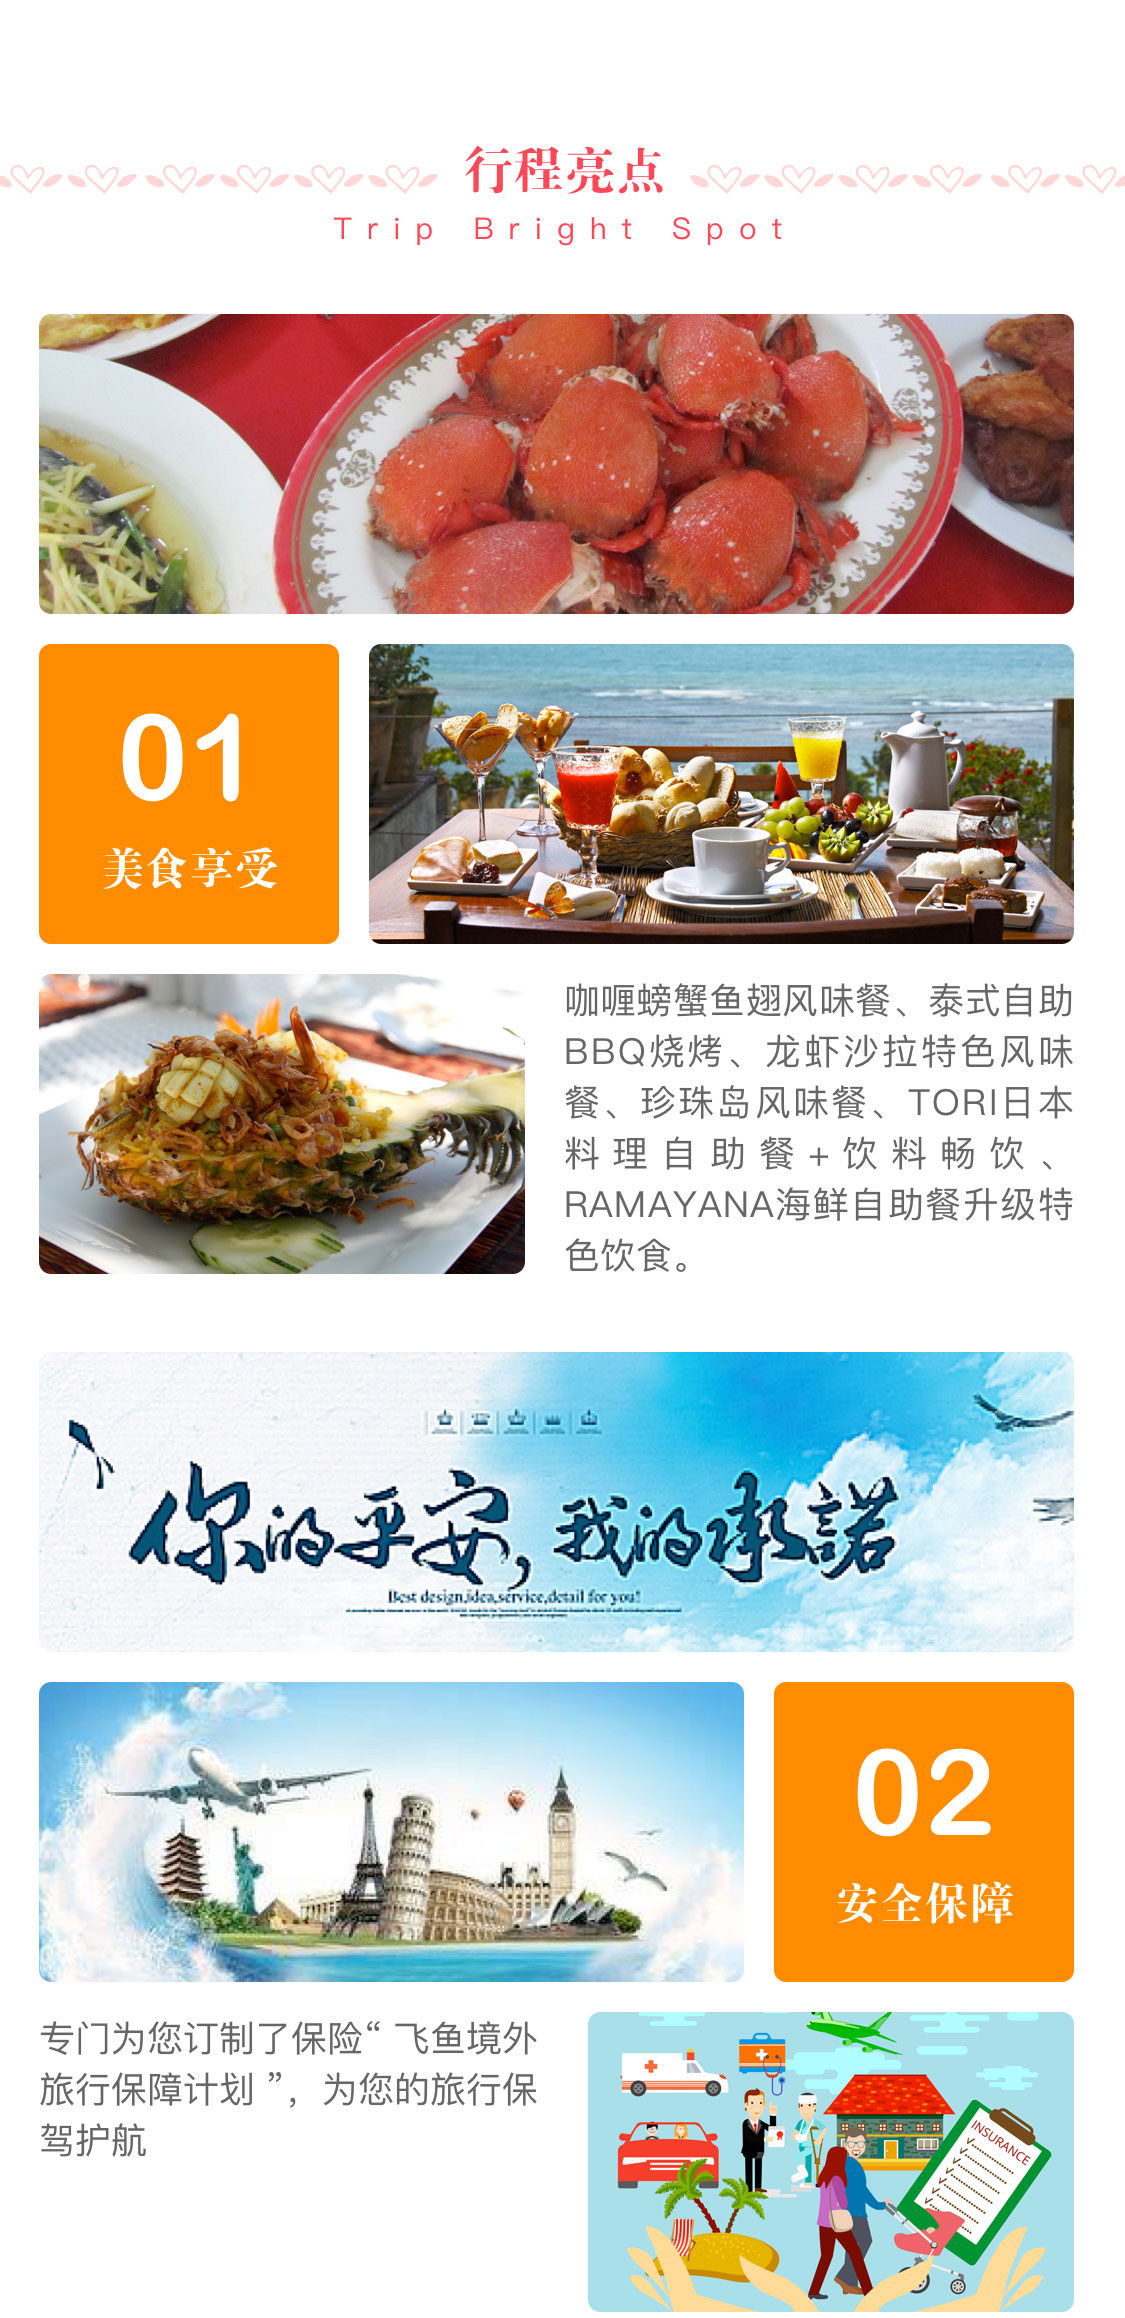 行程亮点
Trip Bright Spot
01
美食享受
咖喱螃蟹鱼翅风味餐、泰式自助
BBQ烧烤、龙虾沙拉特色风味
餐、珍珠岛风味餐、TORI日本
料理自助餐+饮料畅饮、
RAMAYANA海鲜自助餐升级特
色饮食。
你的平安，我的承諾
Best design,idea,service,detail for you!
02
安全保障
专门为您订制了保险“ 飞鱼境外
旅行保障计划 ”，为您的旅行保
驾护航
INSURANCE